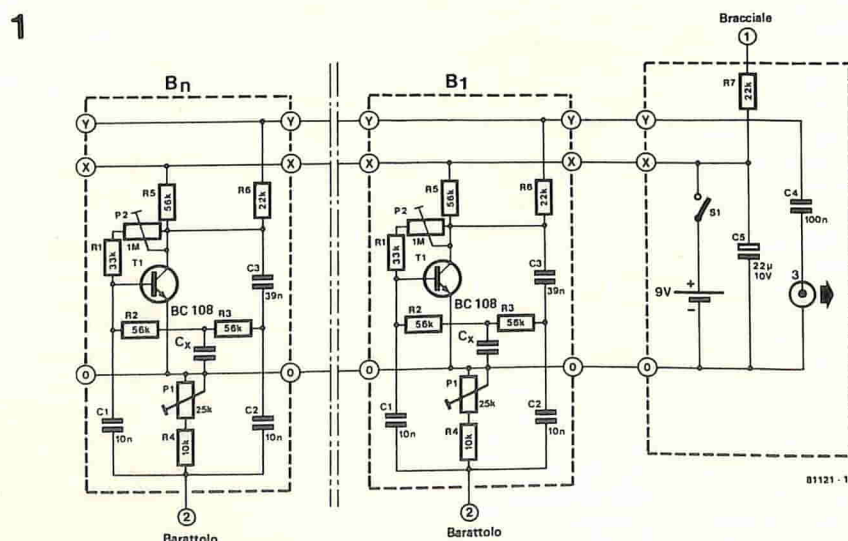 1
Bn
Y
Y
X
X
R5
56k
R6
22k
P2
1M
R1
33k
T1
C3
39n
BC 108
R2
56k
R3
56k
Cx
0
0
P1
25k
C1
10n
R4
10k
C2
10n
2
Barattolo
B1
Y
Y
X
X
R5
56k
R6
22k
P2
1M
R1
33k
T1
C3
39n
BC 108
R2
56k
R3
56k
Cx
0
0
P1
25k
C1
10n
R4
10k
C2
10n
2
Barattolo
Bracciale
1
R7
22k
Y
X
S1
C4
100n
C5
22µ
10V
3
9V
+
−
0
81121 - 1